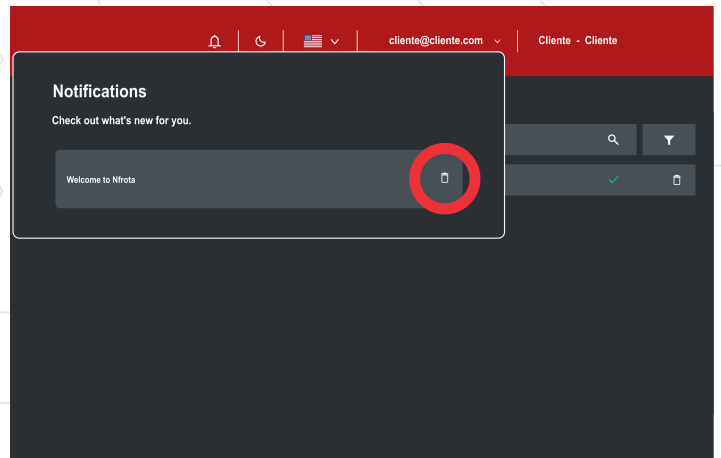 cliente@cliente.com
Cliente - Cliente
Notifications
Check out what's new for you.
Welcome to Nfrota